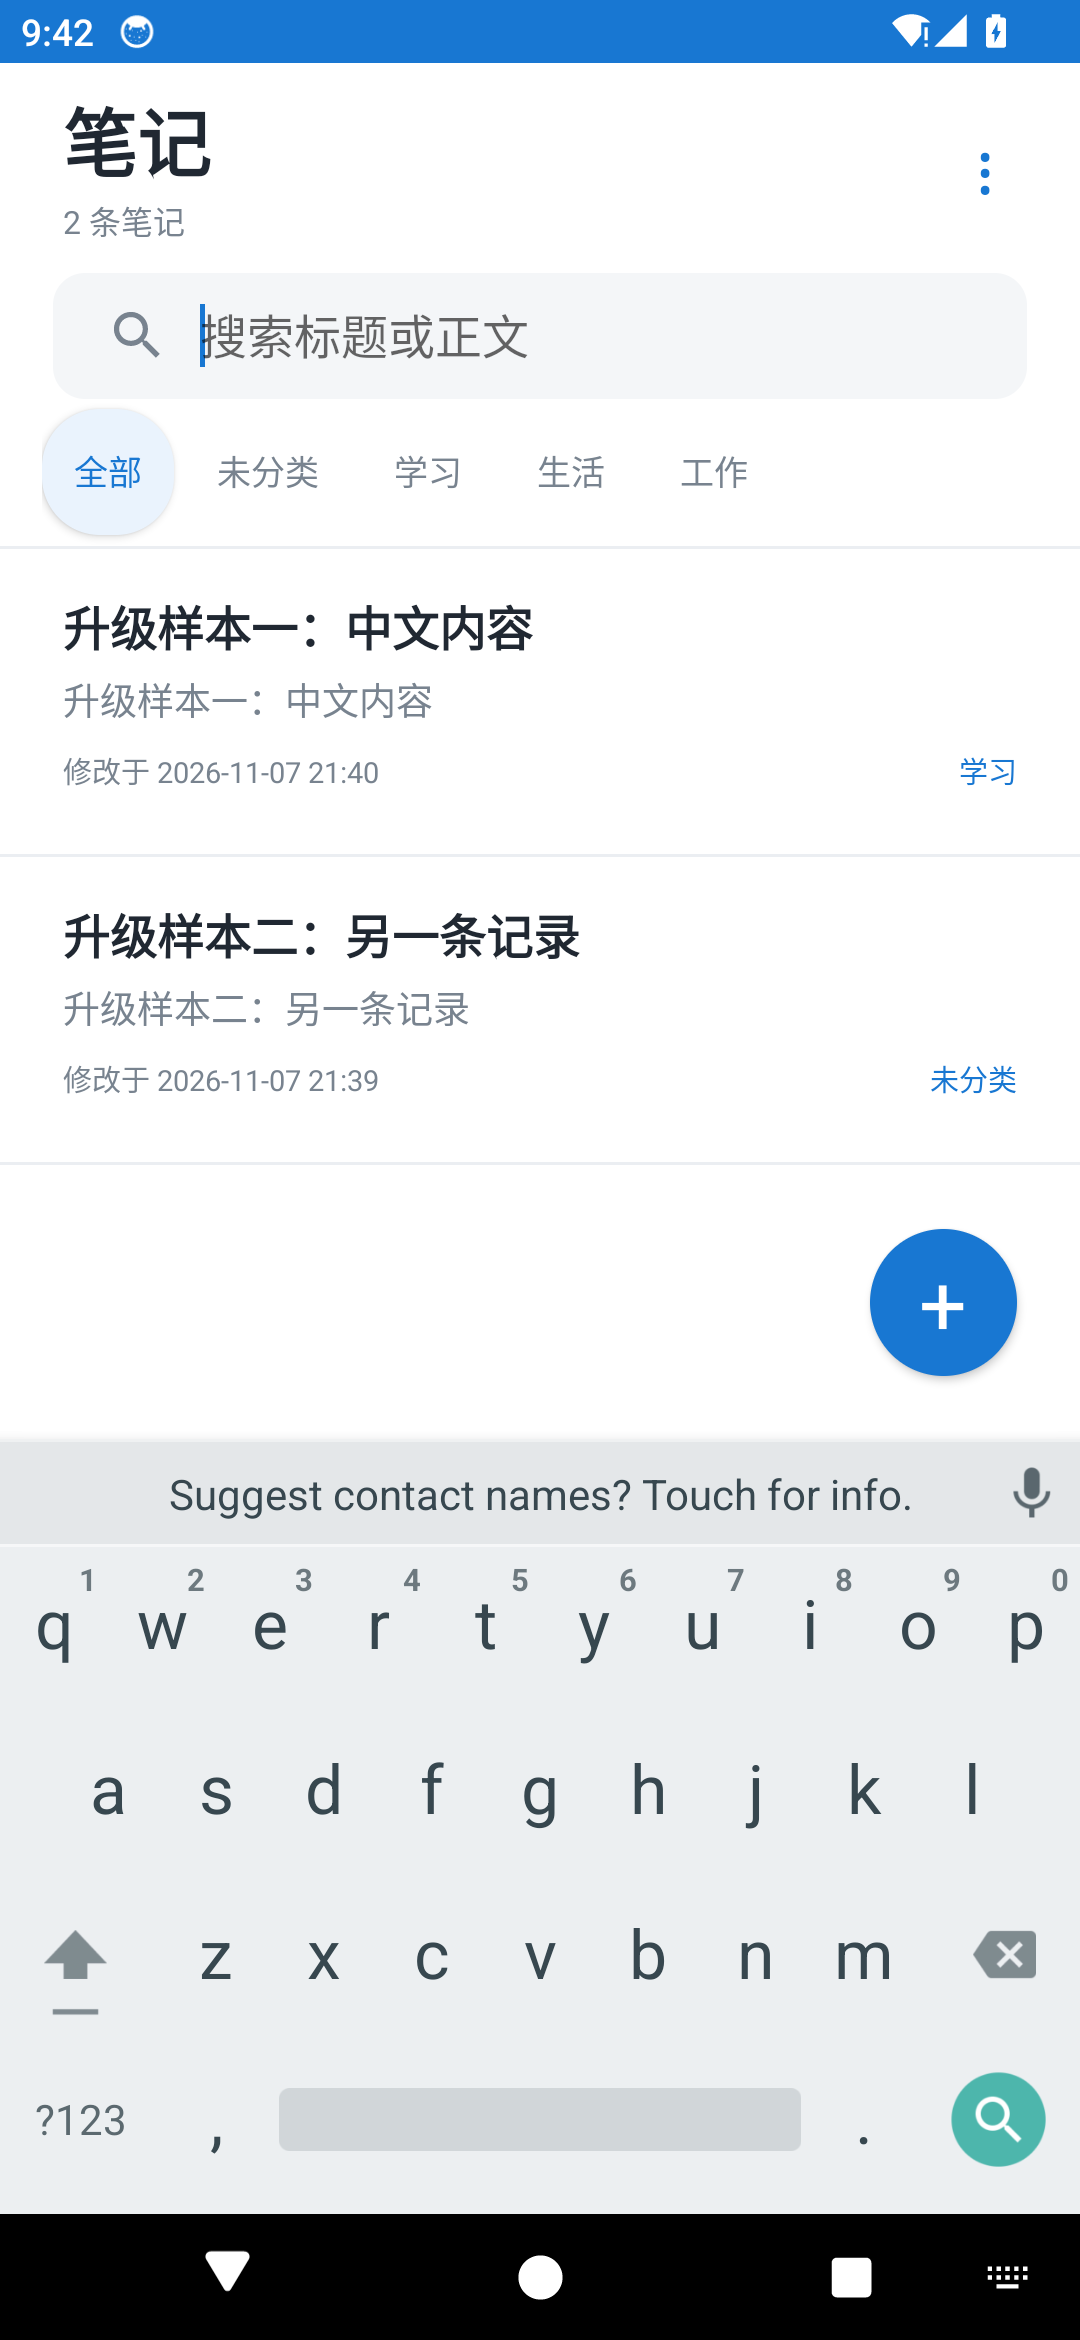 9:42
笔记
2 条笔记
搜索标题或正文
全部 未分类 学习 生活 工作
升级样本一：中文内容
升级样本一：中文内容
修改于 2026-11-07 21:40 学习
升级样本二：另一条记录
升级样本二：另一条记录
修改于 2026-11-07 21:39 未分类
+
Suggest contact names? Touch for info.
1 2 3 4 5 6 7 8 9 0
q w e r t y u i o p
a s d f g h j k l
z x c v b n m
?123 , .